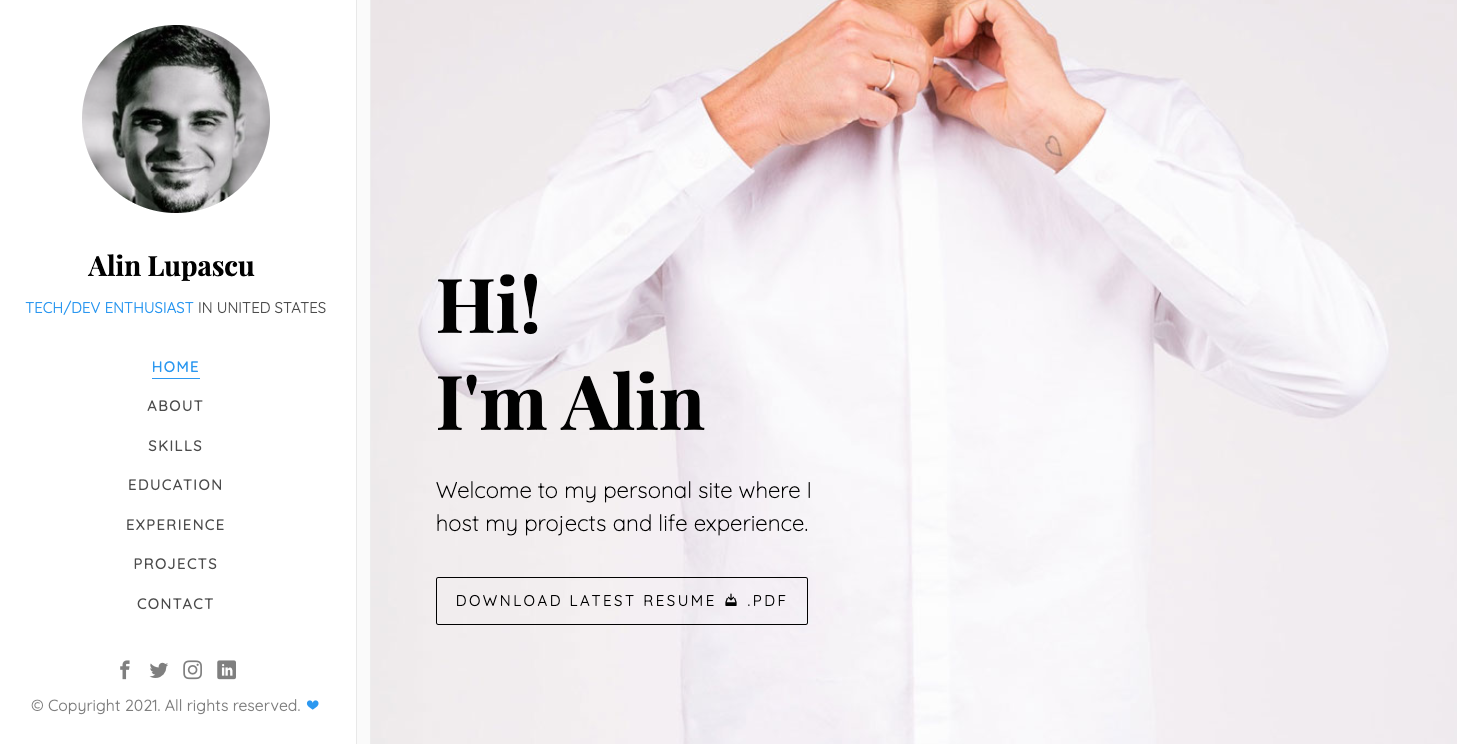 Alin Lupascu
TECH/DEV ENTHUSIAST IN UNITED STATES
HOME
ABOUT
SKILLS
EDUCATION
EXPERIENCE
PROJECTS
CONTACT
© Copyright 2021. All rights reserved.
Hi!
I'm Alin
Welcome to my personal site where I
host my projects and life experience.
DOWNLOAD LATEST RESUME .PDF